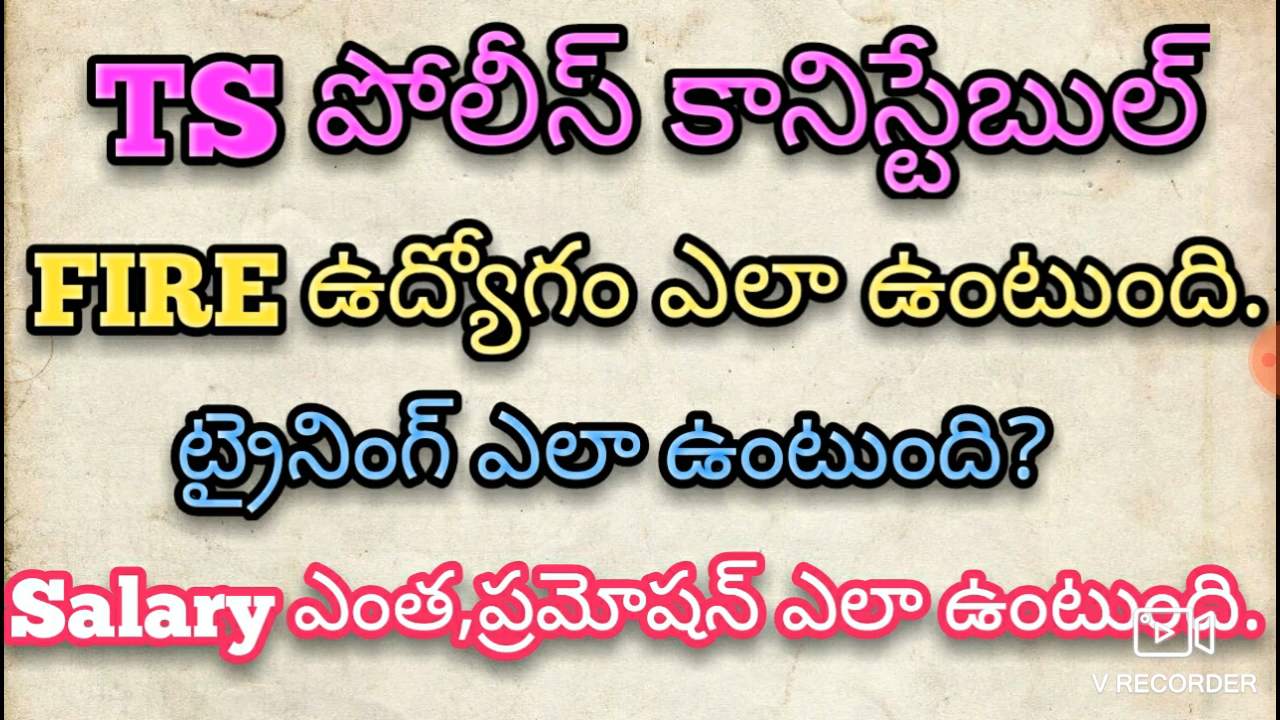 TS పోలీస్ కానిస్టేబుల్
FIRE ఉద్యోగం ఎలా ఉంటుంది.
ట్రైనింగ్ ఎలా ఉంటుంది?
Salary ఎంత,ప్రమోషన్ ఎలా ఉంటుంది.
V.RECORDER